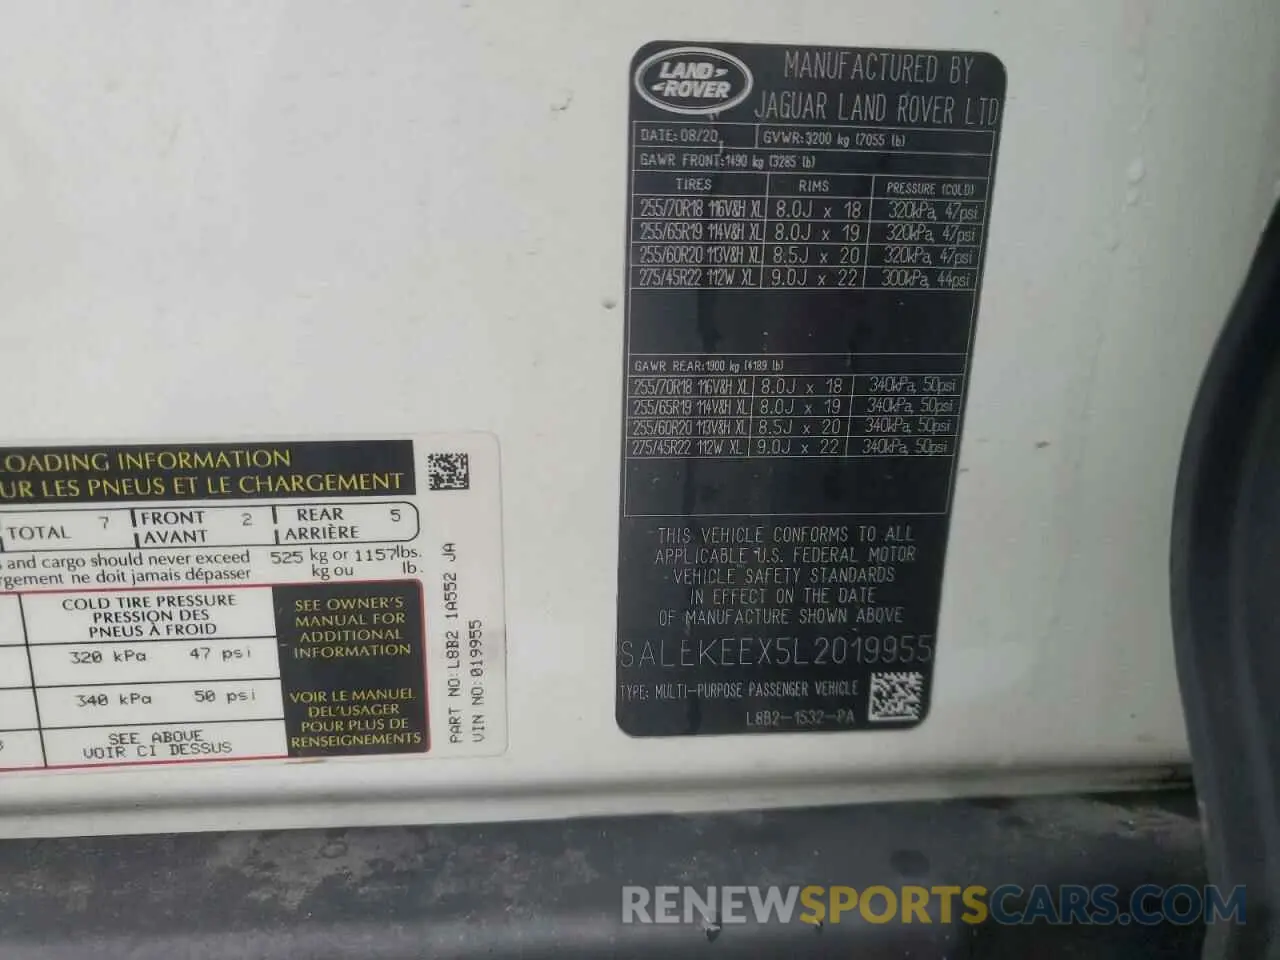 LAND ROVER
MANUFACTURED BY
JAGUAR LAND ROVER LTD
DATE: 08/20 GVWR: 3200 kg (7055 lb)
GAWR FRONT: 1490 kg (3285 lb)
TIRES RIMS PRESSURE (COLD)
255/70R18 116V&H XL 8.0J x 18 320kPa, 47psi
255/65R19 114V&H XL 8.0J x 19 320kPa, 47psi
255/60R20 113V&H XL 8.5J x 20 320kPa, 47psi
275/45R22 112W XL 9.0J x 22 300kPa, 44psi
GAWR REAR: 1900 kg (4189 lb)
255/70R18 116V&H XL 8.0J x 18 340kPa, 50psi
255/65R19 114V&H XL 8.0J x 19 340kPa, 50psi
255/60R20 113V&H XL 8.5J x 20 340kPa, 50psi
275/45R22 112W XL 9.0J x 22 340kPa, 50psi
THIS VEHICLE CONFORMS TO ALL
APPLICABLE U.S. FEDERAL MOTOR
VEHICLE SAFETY STANDARDS
IN EFFECT ON THE DATE
OF MANUFACTURE SHOWN ABOVE
SALEKEEX5L2019955
TYPE: MULTI-PURPOSE PASSENGER VEHICLE
L8B2-1532-PA
LOADING INFORMATION
UR LES PNEUS ET LE CHARGEMENT
TOTAL 7 FRONT 2 REAR 5
AVANT ARRIÈRE
and cargo should never exceed 525 kg or 1157 lbs.
rgement ne doit jamais dépasser kg ou lb.
COLD TIRE PRESSURE
PRESSION DES
PNEUS À FROID
320 kPa 47 psi
340 kPa 50 psi
SEE ABOVE
VOIR CI DESSUS
SEE OWNER'S
MANUAL FOR
ADDITIONAL
INFORMATION
VOIR LE MANUEL
DEL'USAGER
POUR PLUS DE
RENSEIGNEMENTS
PART NO: L8B2 1A552 JA
VIN NO: 019955
RENEWSPORTSCARS.COM